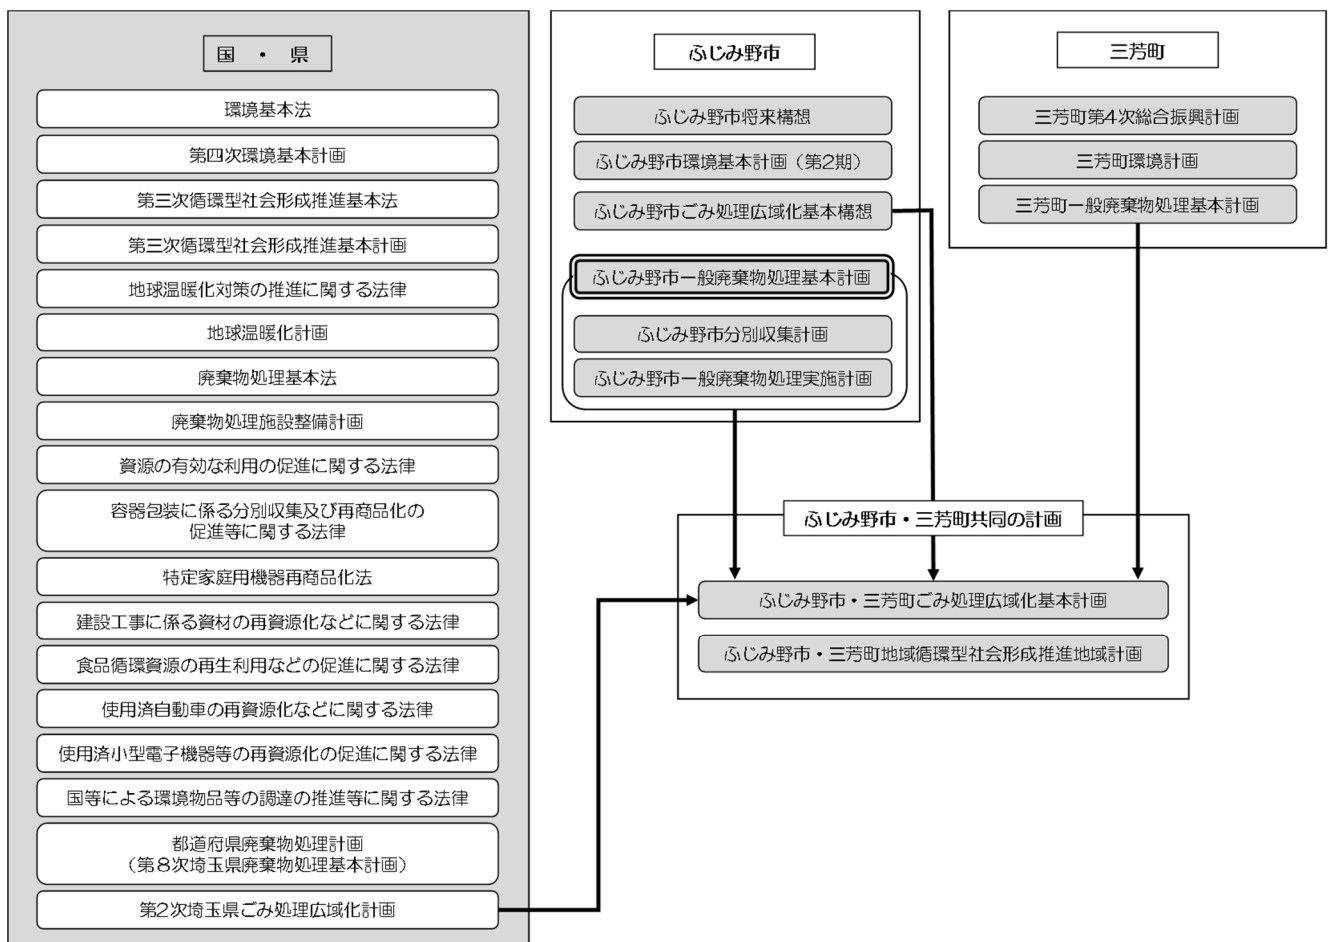 国・県
環境基本法
第四次環境基本計画
第三次循環型社会形成推進基本法
第三次循環型社会形成推進基本計画
地球温暖化対策の推進に関する法律
地球温暖化計画
廃棄物処理基本法
廃棄物処理施設整備計画
資源の有効な利用の促進に関する法律
容器包装に係る分別収集及び再商品化の
促進等に関する法律
特定家庭用機器再商品化法
建設工事に係る資材の再資源化などに関する法律
食品循環資源の再生利用などの促進に関する法律
使用済自動車の再資源化などに関する法律
使用済小型電子機器等の再資源化の促進に関する法律
国等による環境物品等の調達の推進等に関する法律
都道府県廃棄物処理計画
（第８次埼玉県廃棄物処理基本計画）
第2次埼玉県ごみ処理広域化計画
ふじみ野市
ふじみ野市将来構想
ふじみ野市環境基本計画（第2期）
ふじみ野市ごみ処理広域化基本構想
ふじみ野市一般廃棄物処理基本計画
ふじみ野市分別収集計画
ふじみ野市一般廃棄物処理実施計画
三芳町
三芳町第4次総合振興計画
三芳町環境計画
三芳町一般廃棄物処理基本計画
ふじみ野市・三芳町共同の計画
ふじみ野市・三芳町ごみ処理広域化基本計画
ふじみ野市・三芳町地域循環型社会形成推進地域計画